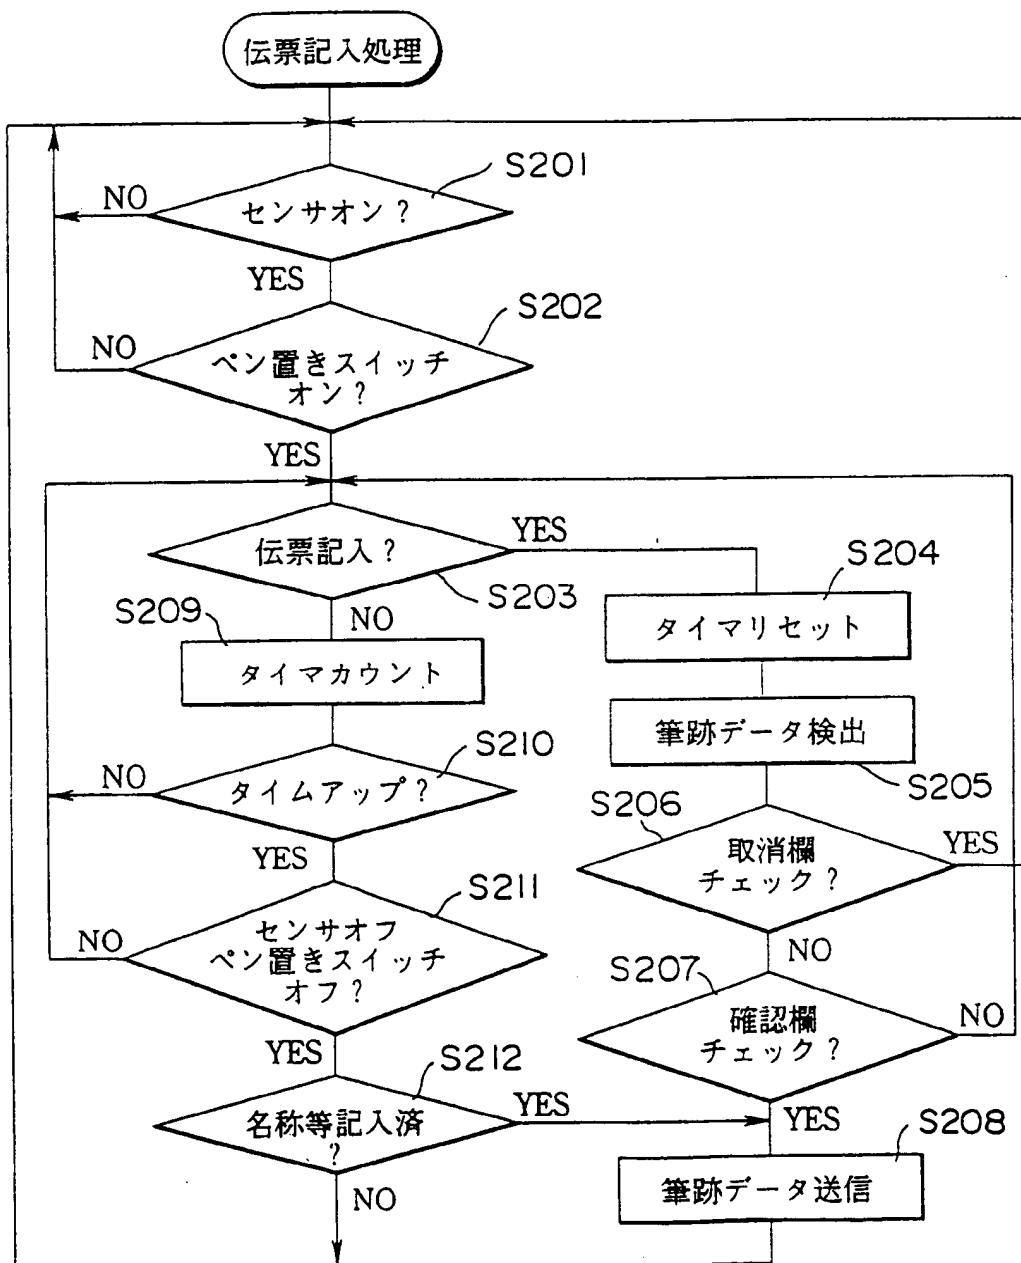 伝票記入処理
S201
NO
センサオン?
YES
S202
NO
ペン置きスイッチ
オン?
YES
伝票記入?
YES
S203
S204
タイマリセット
S209
NO
タイマカウント
筆跡データ検出
S205
S210
NO
タイムアップ?
YES
S206
取消欄
チェック?
YES
NO
S211
センサオフ
ペン置きスイッチ
オフ?
NO
YES
S207
確認欄
チェック?
NO
YES
S212
名称等記入済
?
YES
NO
S208
筆跡データ送信